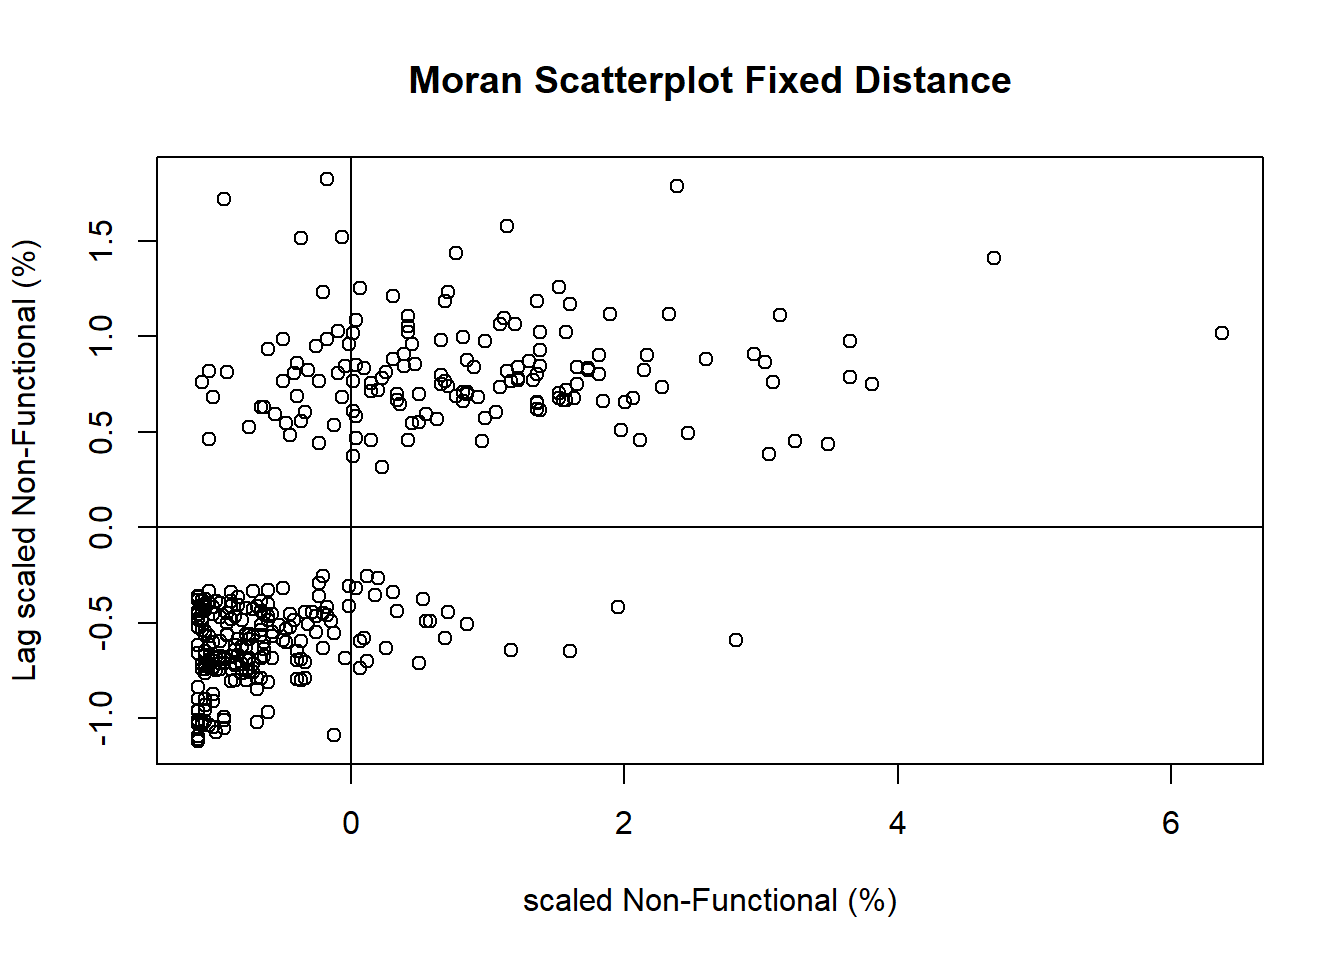 Moran Scatterplot Fixed Distance
Lag scaled Non-Functional (%)
1.5
1.0
0.5
0.0
-0.5
-1.0
0 2 4 6
scaled Non-Functional (%)